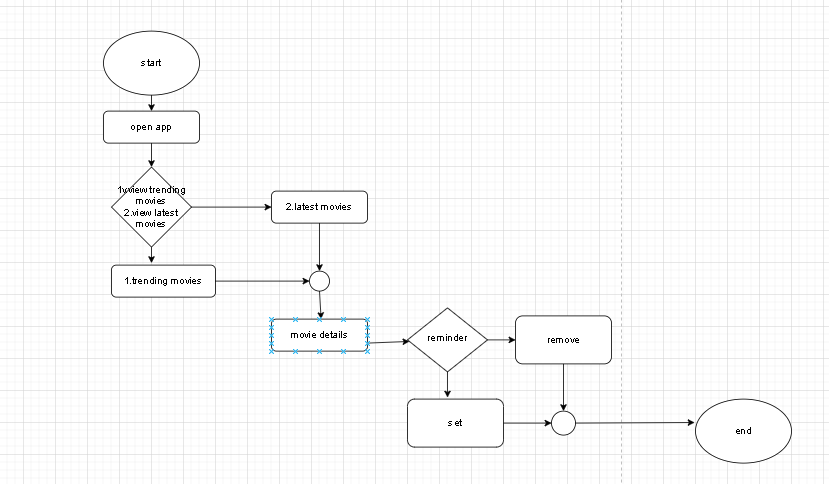 start
open app
1.view trending
movies
2.view latest
movies
2.latest movies
1.trending movies
movie details
reminder
remove
set
end